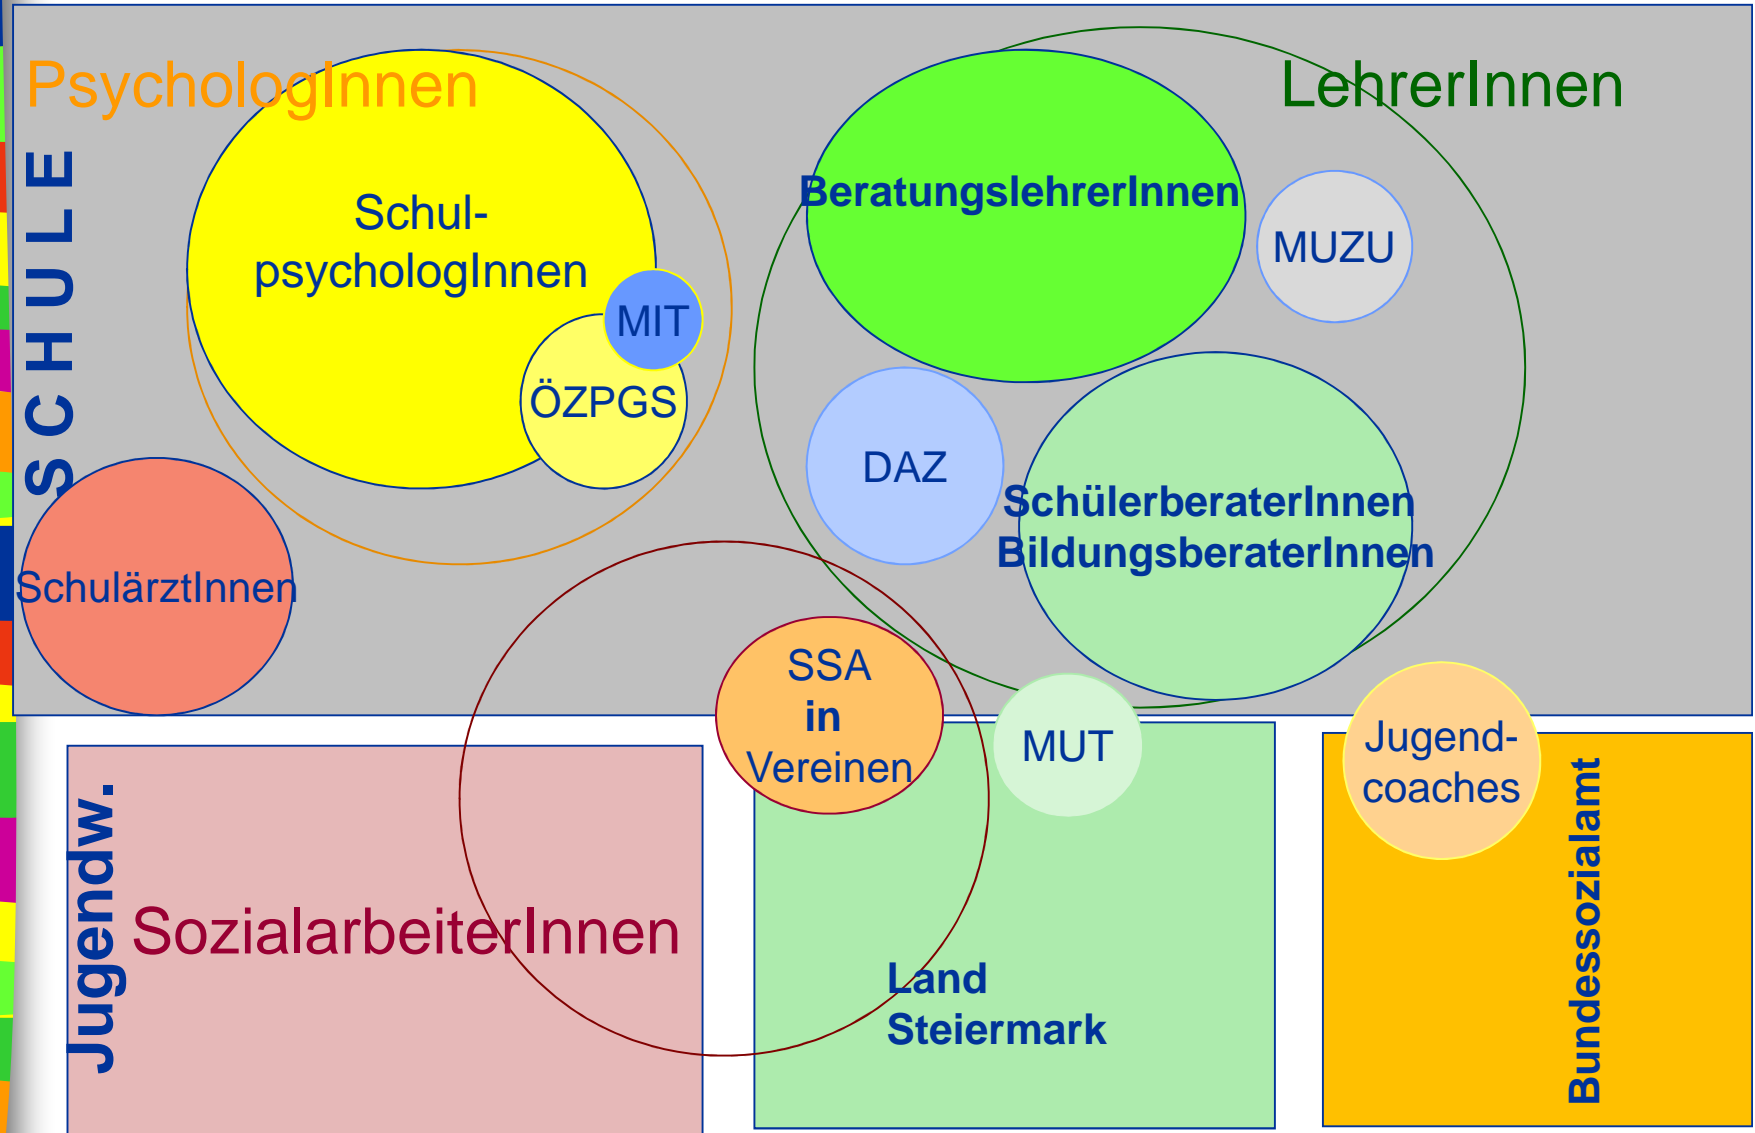 PsychologInnen
LehrerInnen
SCHULE
Schul-
psychologInnen
MIT
ÖZPGS
BeratungslehrerInnen
MUZU
DAZ
SchülerberaterInnen
BildungsberaterInnen
SchulärztInnen
SSA
in
Vereinen
MUT
Jugend-
coaches
Jugendw.
SozialarbeiterInnen
Land
Steiermark
Bundessozialamt